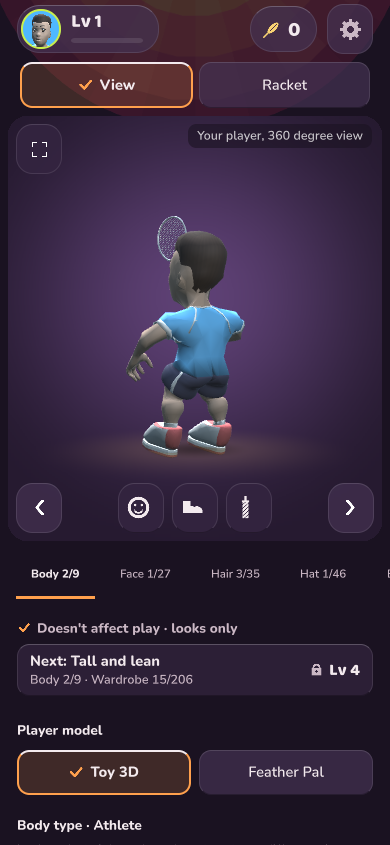 Lv 1
0
View
Racket
Your player, 360 degree view
Body 2/9
Face 1/27
Hair 3/35
Hat 1/46
Doesn't affect play · looks only
Next: Tall and lean
Body 2/9 · Wardrobe 15/206
Lv 4
Player model
Toy 3D
Feather Pal
Body type · Athlete